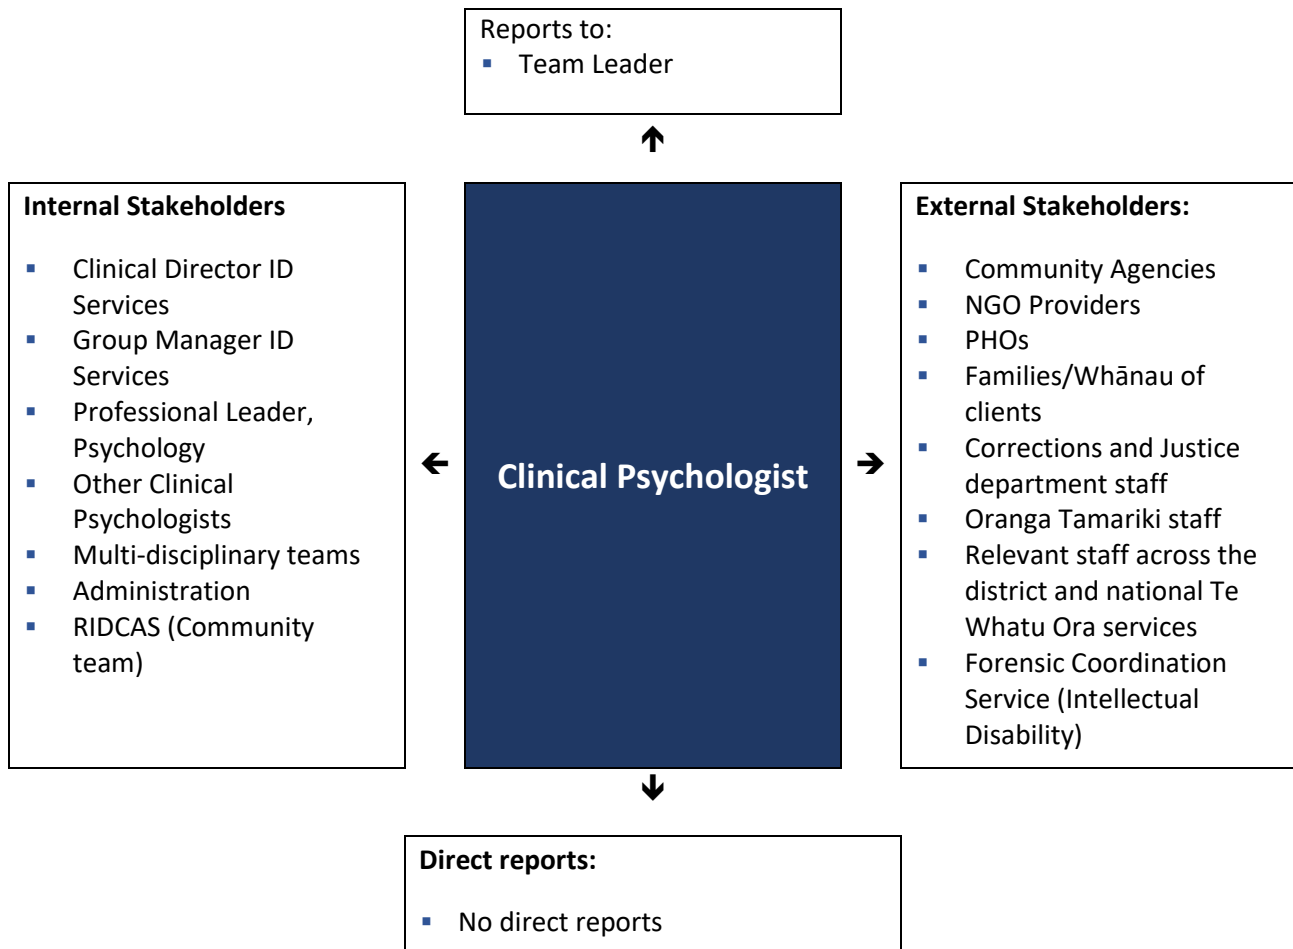 Reports to:
▪ Team Leader
Internal Stakeholders
▪ Clinical Director ID
Services
▪ Group Manager ID
Services
▪ Professional Leader,
Psychology
▪ Other Clinical
Psychologists
▪ Multi-disciplinary teams
▪ Administration
▪ RIDCAS (Community
team)
Clinical Psychologist
External Stakeholders:
▪ Community Agencies
▪ NGO Providers
▪ PHOs
▪ Families/Whānau of
clients
▪ Corrections and Justice
department staff
▪ Oranga Tamariki staff
▪ Relevant staff across the
district and national Te
Whatu Ora services
▪ Forensic Coordination
Service (Intellectual
Disability)
Direct reports:
▪ No direct reports